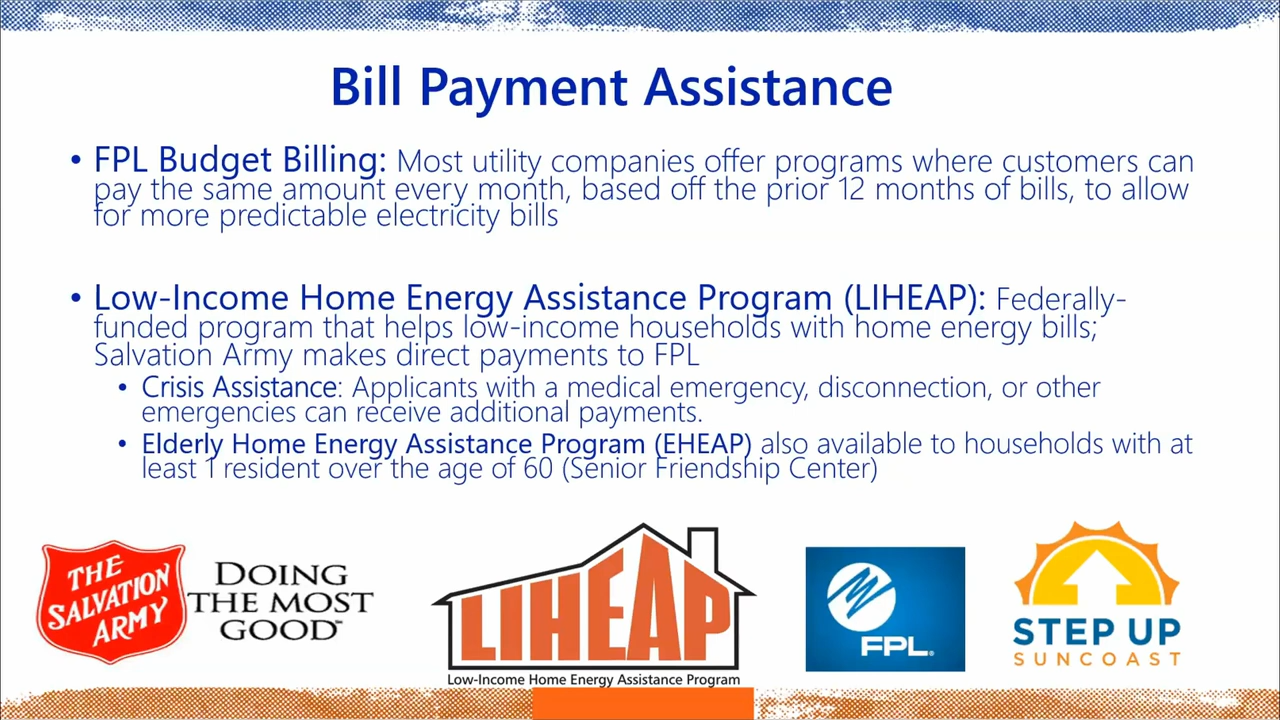 Bill Payment Assistance
• FPL Budget Billing: Most utility companies offer programs where customers can
pay the same amount every month, based off the prior 12 months of bills, to allow
for more predictable electricity bills
• Low-Income Home Energy Assistance Program (LIHEAP): Federally-
funded program that helps low-income households with home energy bills;
Salvation Army makes direct payments to FPL
• Crisis Assistance: Applicants with a medical emergency, disconnection, or other
emergencies can receive additional payments.
• Elderly Home Energy Assistance Program (EHEAP) also available to households with at
least 1 resident over the age of 60 (Senior Friendship Center)
THE
SALVATION
ARMY
DOING
THE MOST
GOOD™
LIHEAP
Low-Income Home Energy Assistance Program
FPL®
STEP UP
SUNCOAST